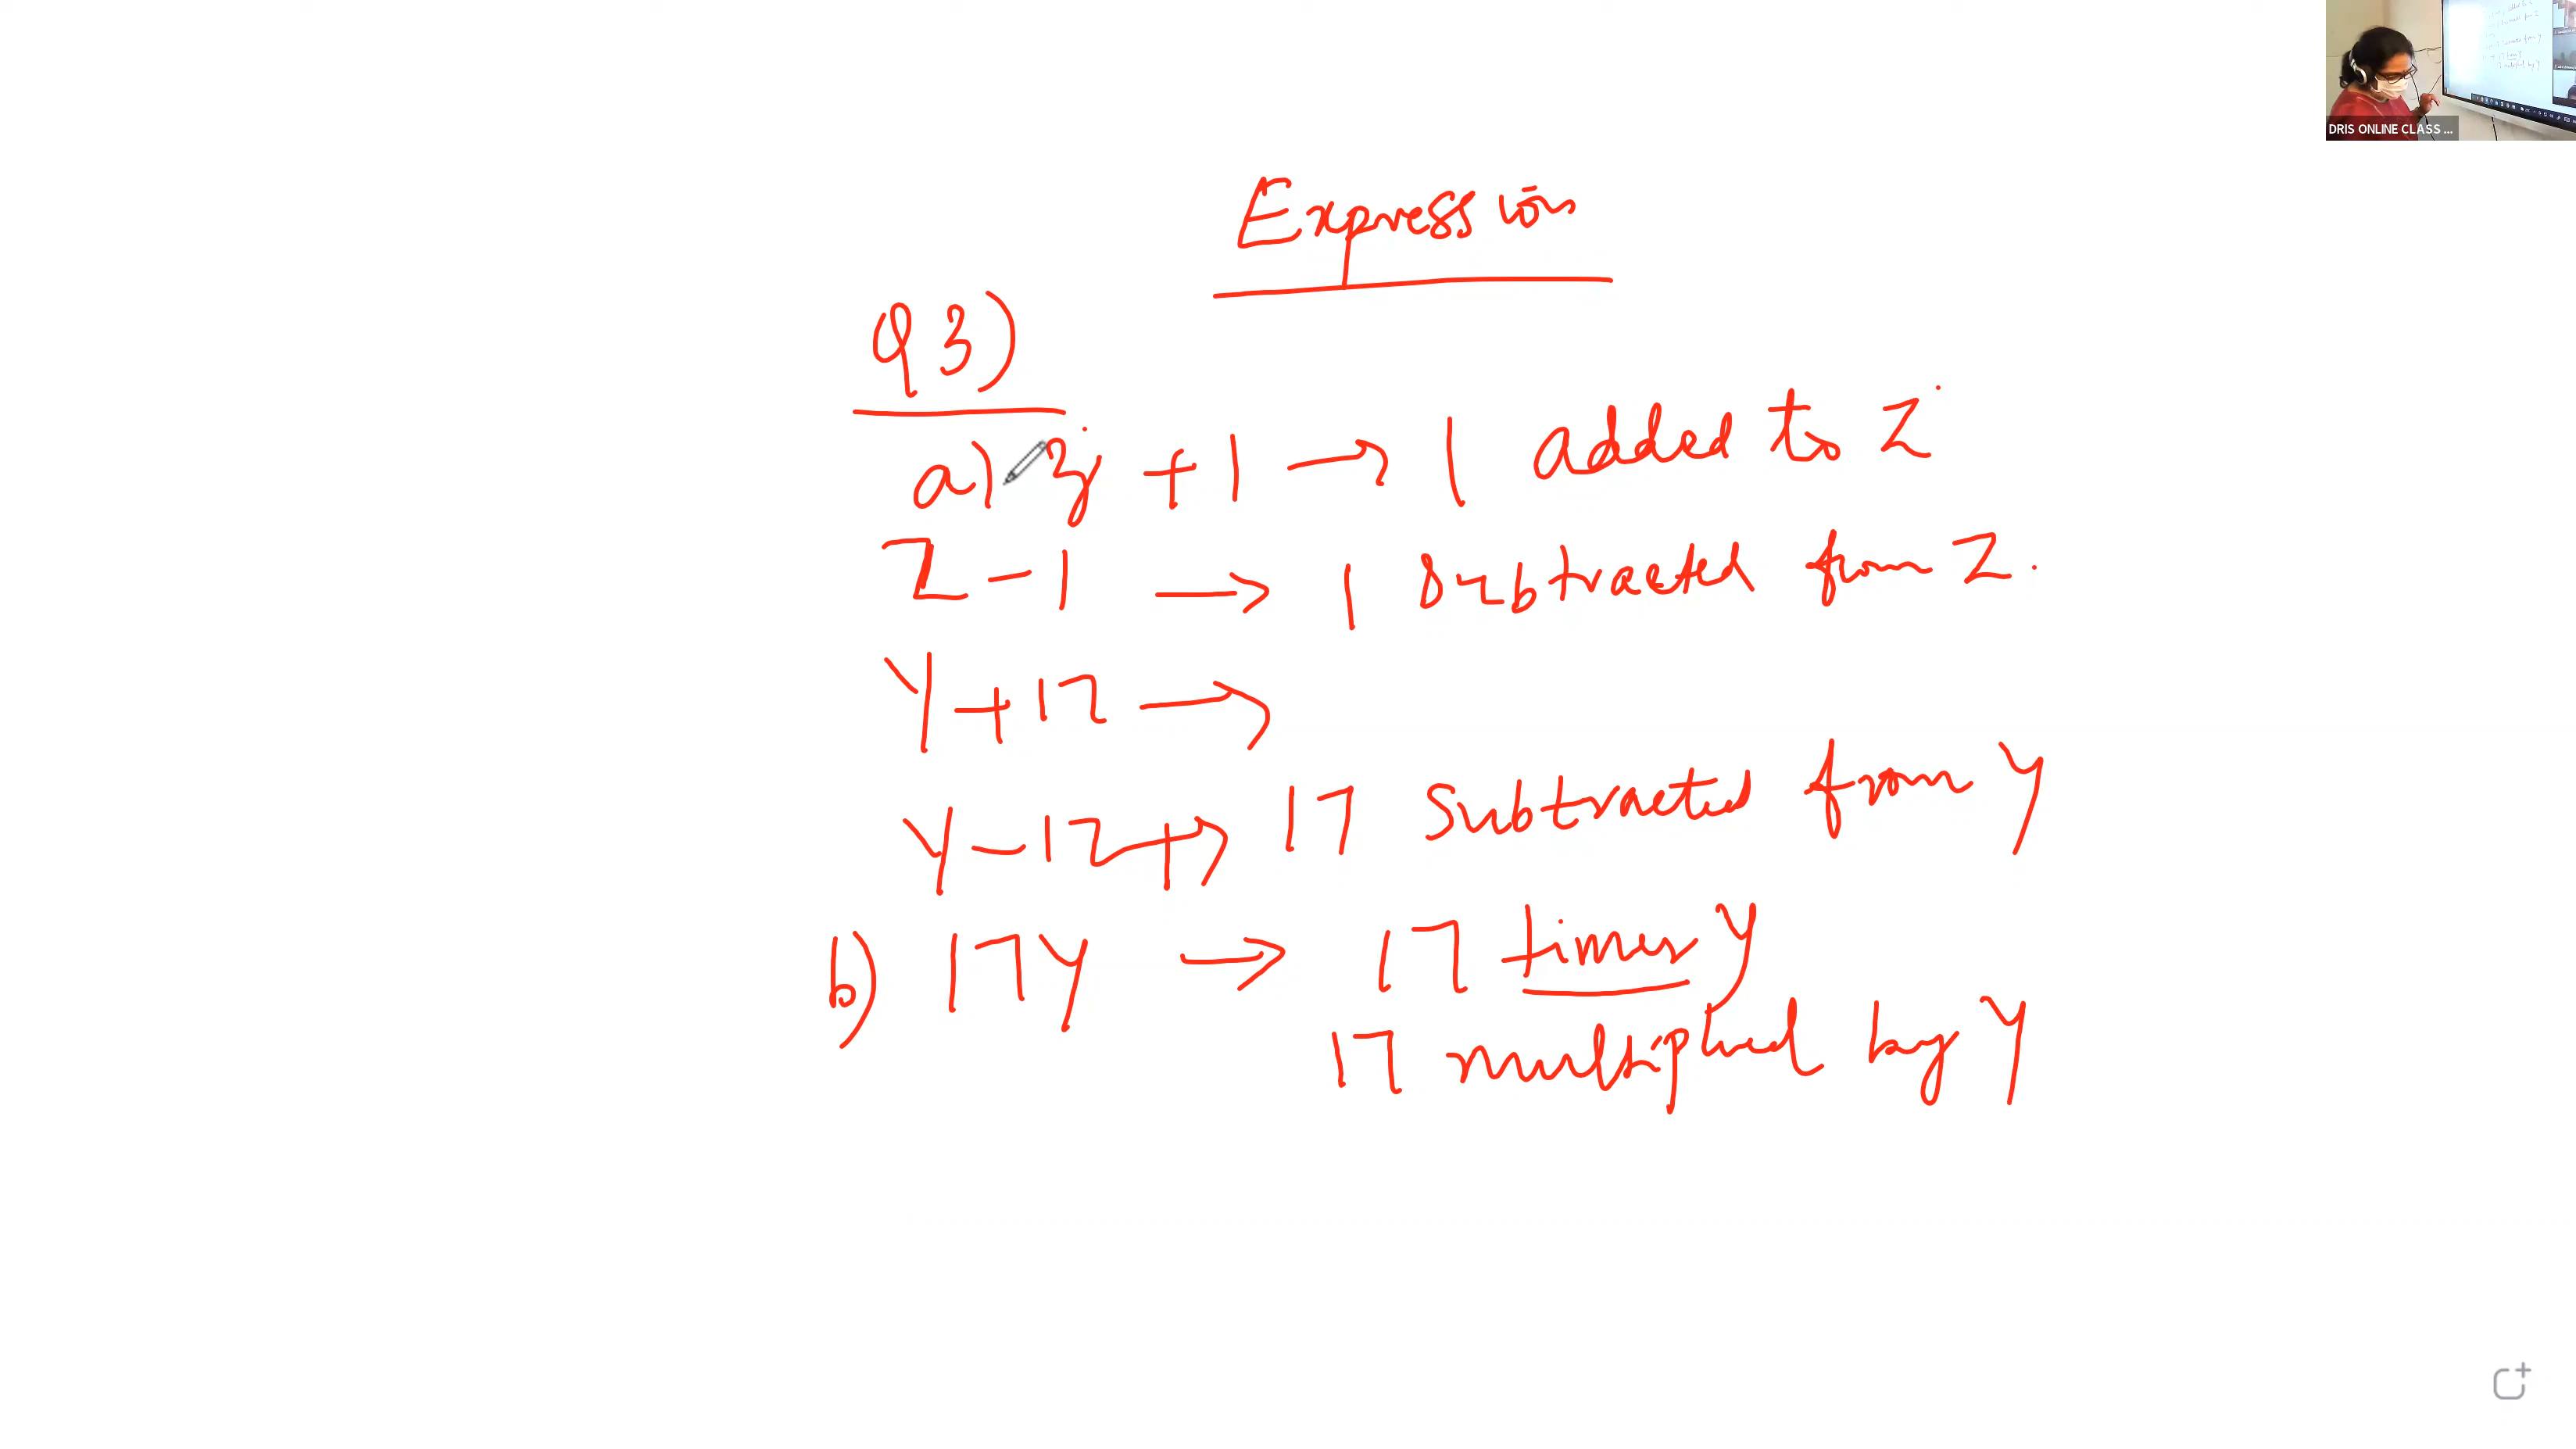 DRIS ONLINE CLASS ...
Expression
Q3)
a) z + 1 → 1 added to Z
Z - 1 → 1 Subtracted from Z.
Y + 17 →
Y - 17 → 17 Subtracted from Y
b) 17Y → 17 times Y
17 multiplied by Y